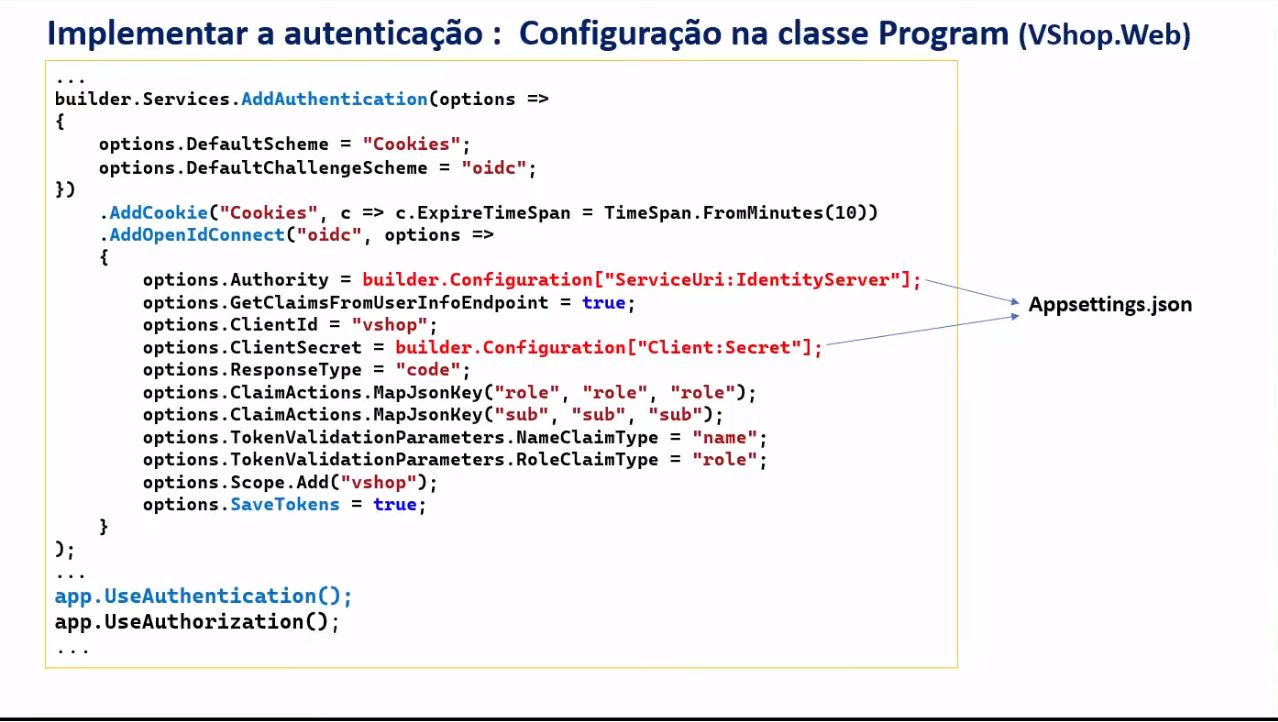 Implementar a autenticação :  Configuração na classe Program (VShop.Web)
...
builder.Services.AddAuthentication(options =>
{
    options.DefaultScheme = "Cookies";
    options.DefaultChallengeScheme = "oidc";
})
    .AddCookie("Cookies", c => c.ExpireTimeSpan = TimeSpan.FromMinutes(10))
    .AddOpenIdConnect("oidc", options =>
    {
        options.Authority = builder.Configuration["ServiceUri:IdentityServer"];
        options.GetClaimsFromUserInfoEndpoint = true;
        options.ClientId = "vshop";
        options.ClientSecret = builder.Configuration["Client:Secret"];
        options.ResponseType = "code";
        options.ClaimActions.MapJsonKey("role", "role", "role");
        options.ClaimActions.MapJsonKey("sub", "sub", "sub");
        options.TokenValidationParameters.NameClaimType = "name";
        options.TokenValidationParameters.RoleClaimType = "role";
        options.Scope.Add("vshop");
        options.SaveTokens = true;
    }
);
...
app.UseAuthentication();
app.UseAuthorization();
...
Appsettings.json